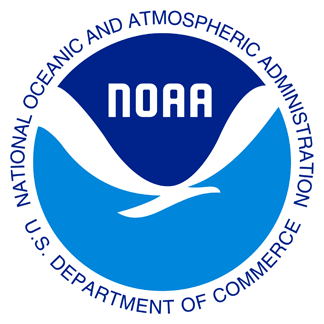 NATIONAL OCEANIC AND ATMOSPHERIC ADMINISTRATION
NOAA
U.S. DEPARTMENT OF COMMERCE